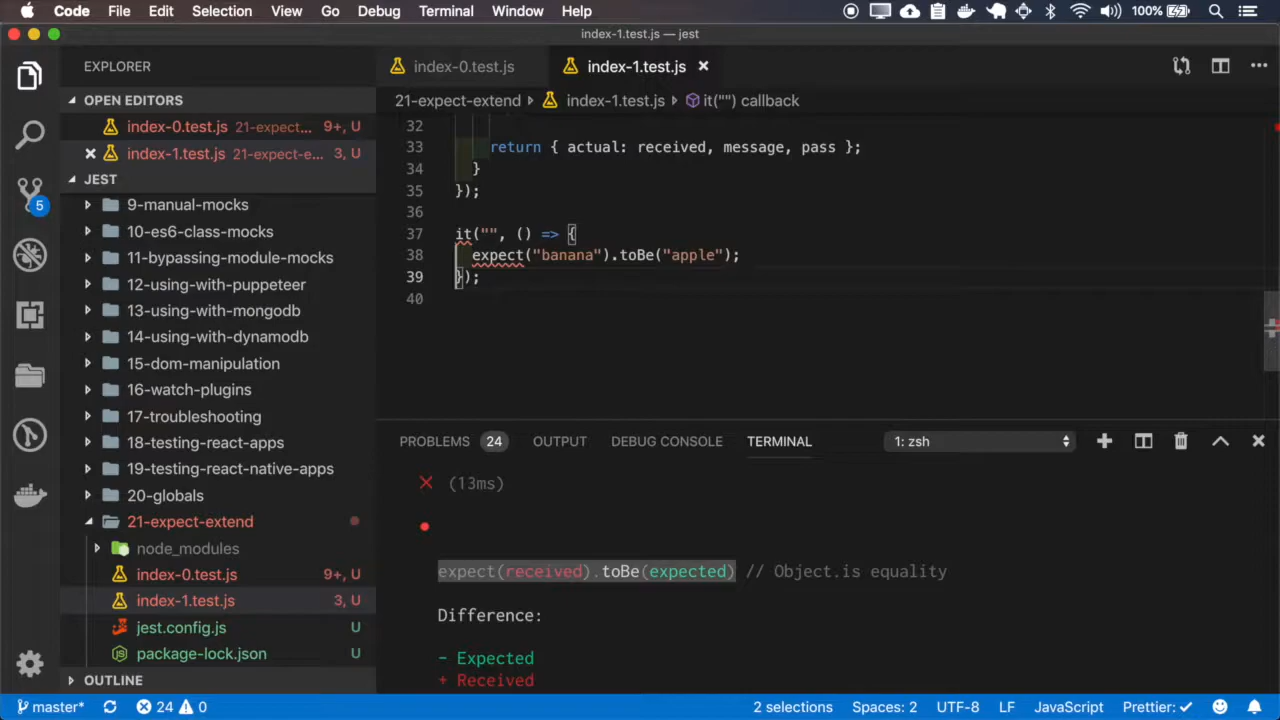 Code File Edit Selection View Go Debug Terminal Window Help 100%
index-1.test.js — jest
EXPLORER
index-0.test.js
index-1.test.js
OPEN EDITORS
21-expect-extend index-1.test.js it("") callback
index-0.test.js 21-expect... 9+, U
index-1.test.js 21-expect-e... 3, U
JEST
9-manual-mocks
10-es6-class-mocks
11-bypassing-module-mocks
12-using-with-puppeteer
13-using-with-mongodb
14-using-with-dynamodb
15-dom-manipulation
16-watch-plugins
17-troubleshooting
18-testing-react-apps
19-testing-react-native-apps
20-globals
21-expect-extend
node_modules
index-0.test.js 9+, U
index-1.test.js 3, U
jest.config.js U
package-lock.json U
OUTLINE
5
32
33 return { actual: received, message, pass };
34 }
35 });
36
37 it("", () => {
38 expect("banana").toBe("apple");
39 });
40
PROBLEMS 24 OUTPUT DEBUG CONSOLE TERMINAL 1: zsh
✕ (13ms)
●
expect(received).toBe(expected) // Object.is equality
Difference:
- Expected
+ Received
master* 24 0 2 selections Spaces: 2 UTF-8 LF JavaScript Prettier: ✓